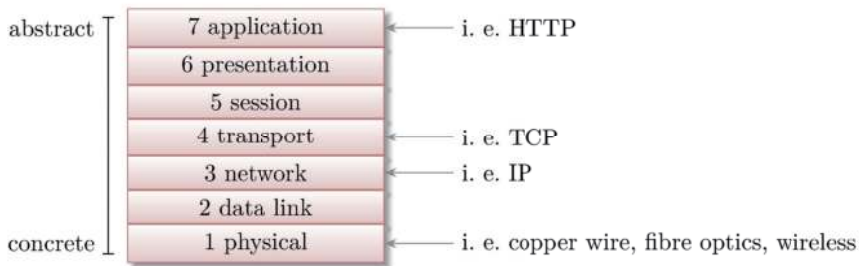 abstract 7 application i. e. HTTP
6 presentation
5 session
4 transport i. e. TCP
3 network i. e. IP
2 data link
concrete 1 physical i. e. copper wire, fibre optics, wireless